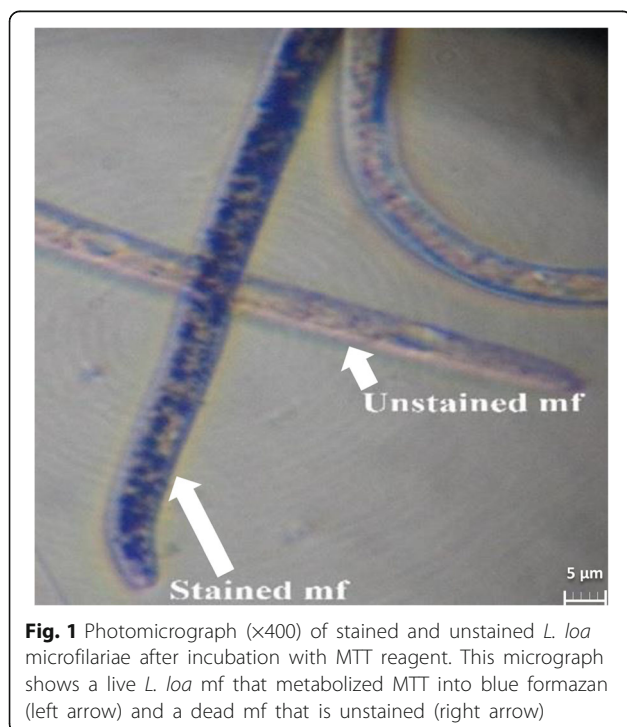 Unstained mf
Stained mf
5 µm
Fig. 1 Photomicrograph (×400) of stained and unstained L. loa
microfilariae after incubation with MTT reagent. This micrograph
shows a live L. loa mf that metabolized MTT into blue formazan
(left arrow) and a dead mf that is unstained (right arrow)